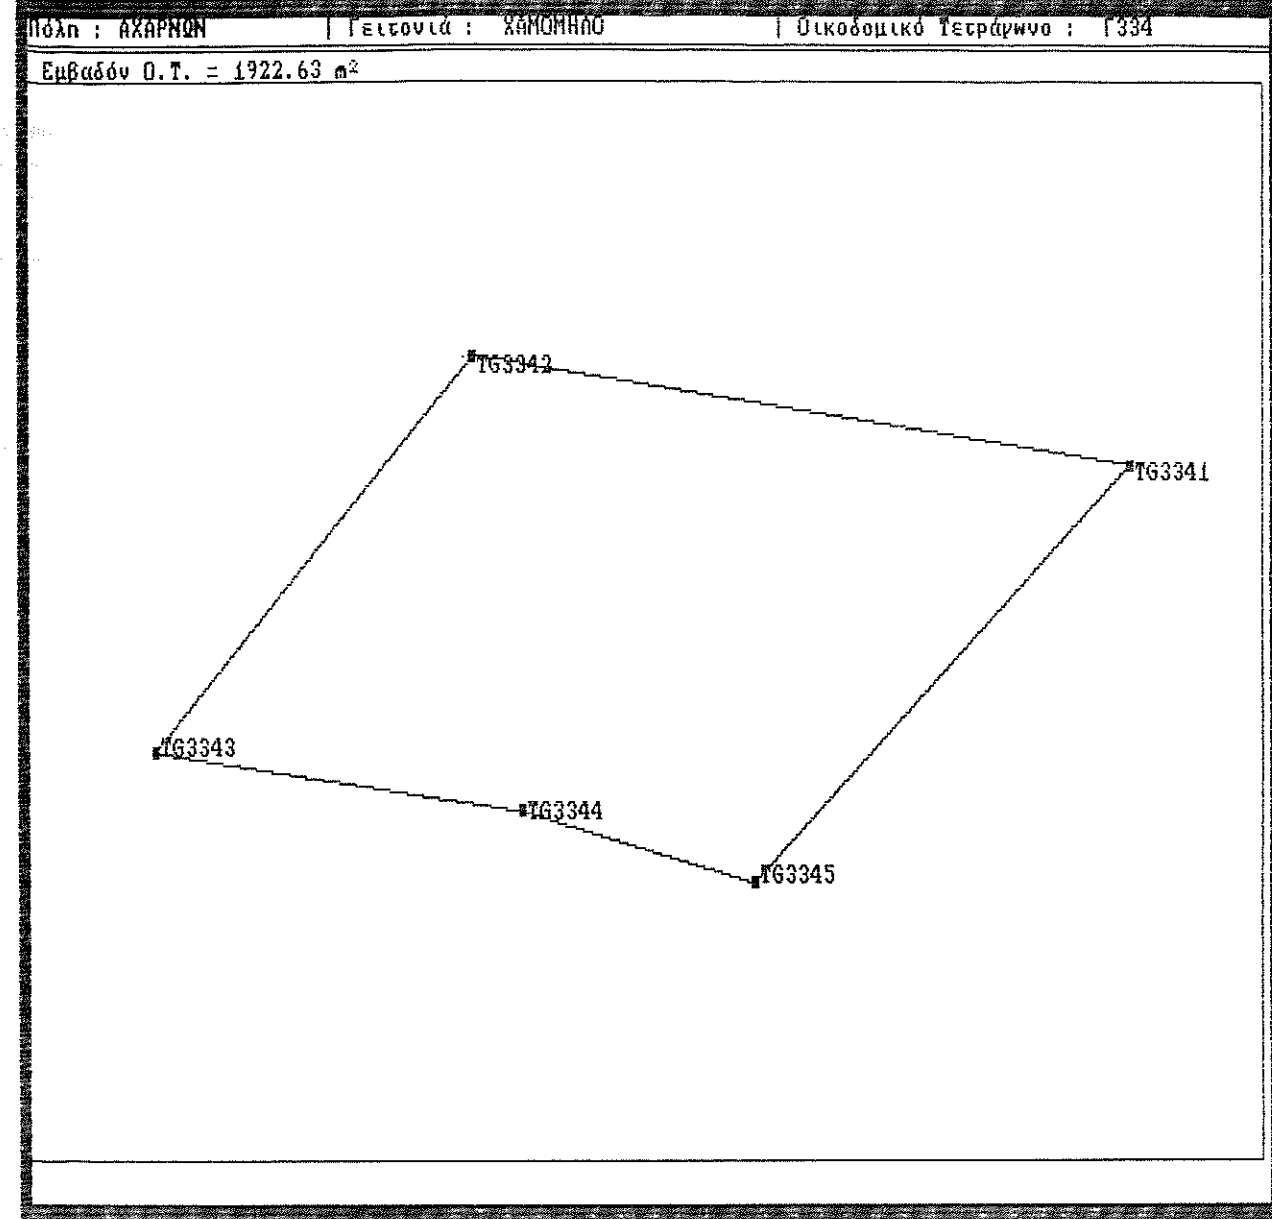 Πόλη : ΑΧΑΡΝΩΝ | Γειτονιά : ΧΑΜΟΜΗΛΟ | Οικοδομικό Τετράγωνο : Γ334
Εμβαδόν Ο.Τ. = 1922.63 m²
TG3342
TG3341
TG3343
TG3344
TG3345